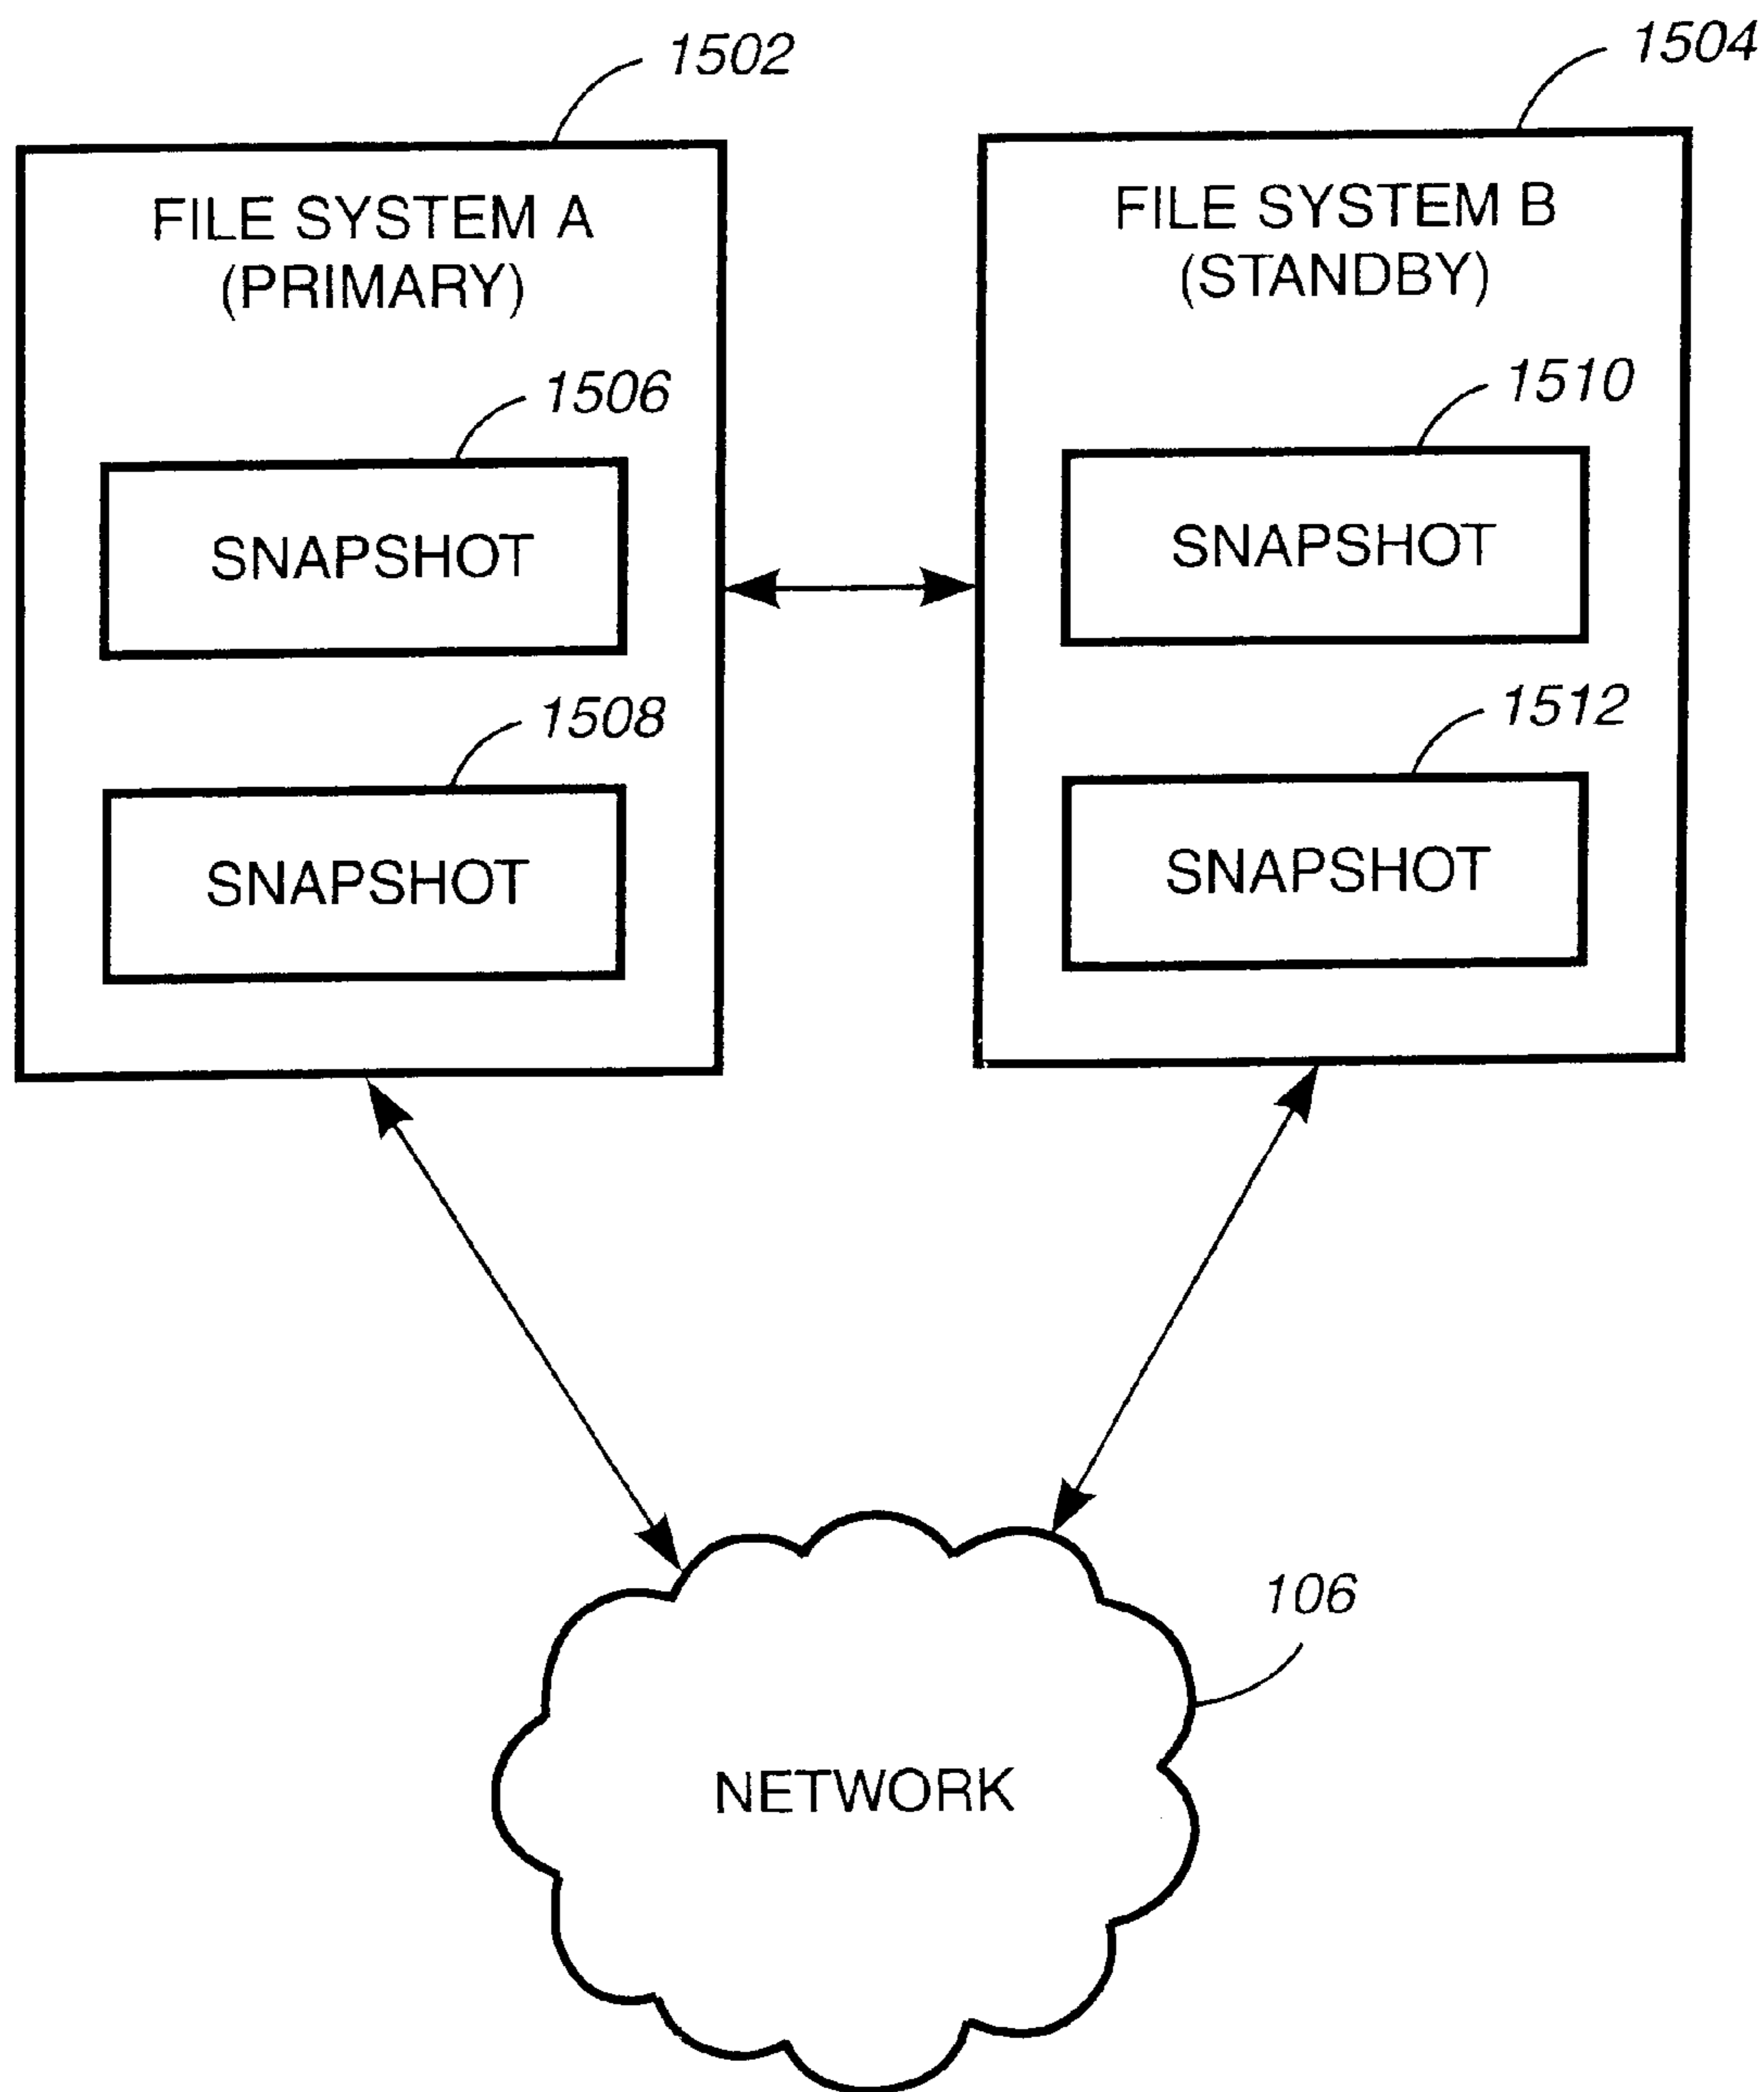 1502
1504
FILE SYSTEM A
(PRIMARY)
FILE SYSTEM B
(STANDBY)
1506
1510
SNAPSHOT
SNAPSHOT
1508
1512
SNAPSHOT
SNAPSHOT
106
NETWORK